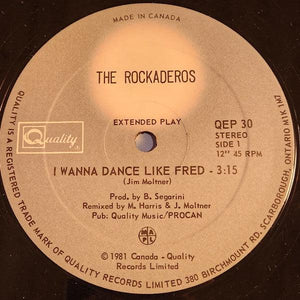 MADE IN CANADA
THE ROCKADEROS
EXTENDED PLAY
QEP 30
STEREO
SIDE 1
12" 45 RPM
Quality
I WANNA DANCE LIKE FRED - 3:15
(Jim Moltner)
Prod. by B. Segarini
Remixed by M. Harris & J. Moltner
Pub: Quality Music/PROCAN
MAPL
© 1981 Canada - Quality
Records Limited
QUALITY IS A REGISTERED TRADE MARK OF QUALITY RECORDS LIMITED 380 BIRCHMOUNT RD, SCARBOROUGH, ONTARIO M1K 1M7